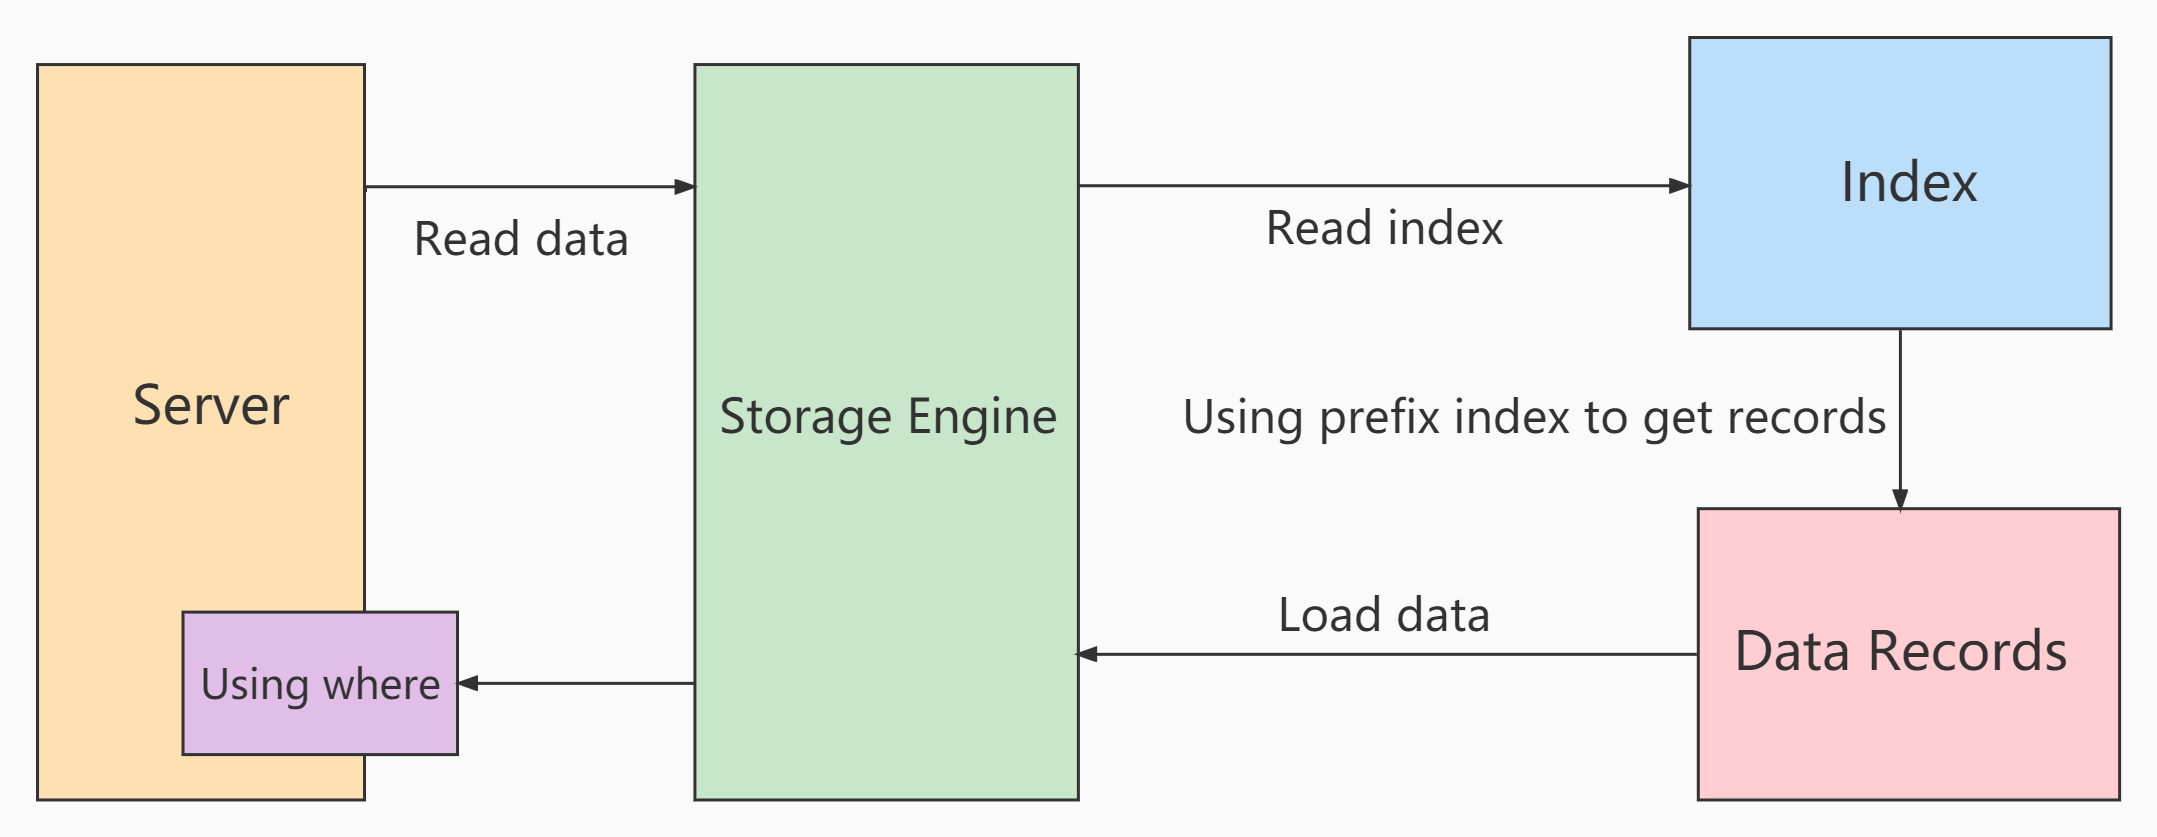 Server
Read data
Storage Engine
Read index
Index
Using prefix index to get records
Data Records
Load data
Using where